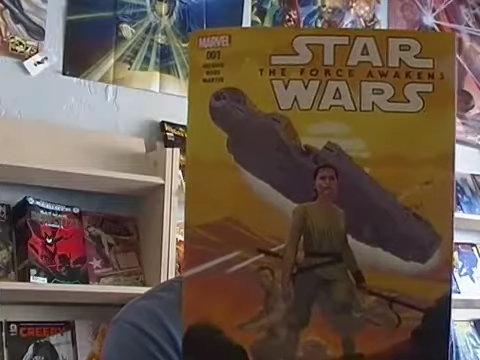 MARVEL
001
STAR
THE FORCE AWAKENS
WARS
CREEPY